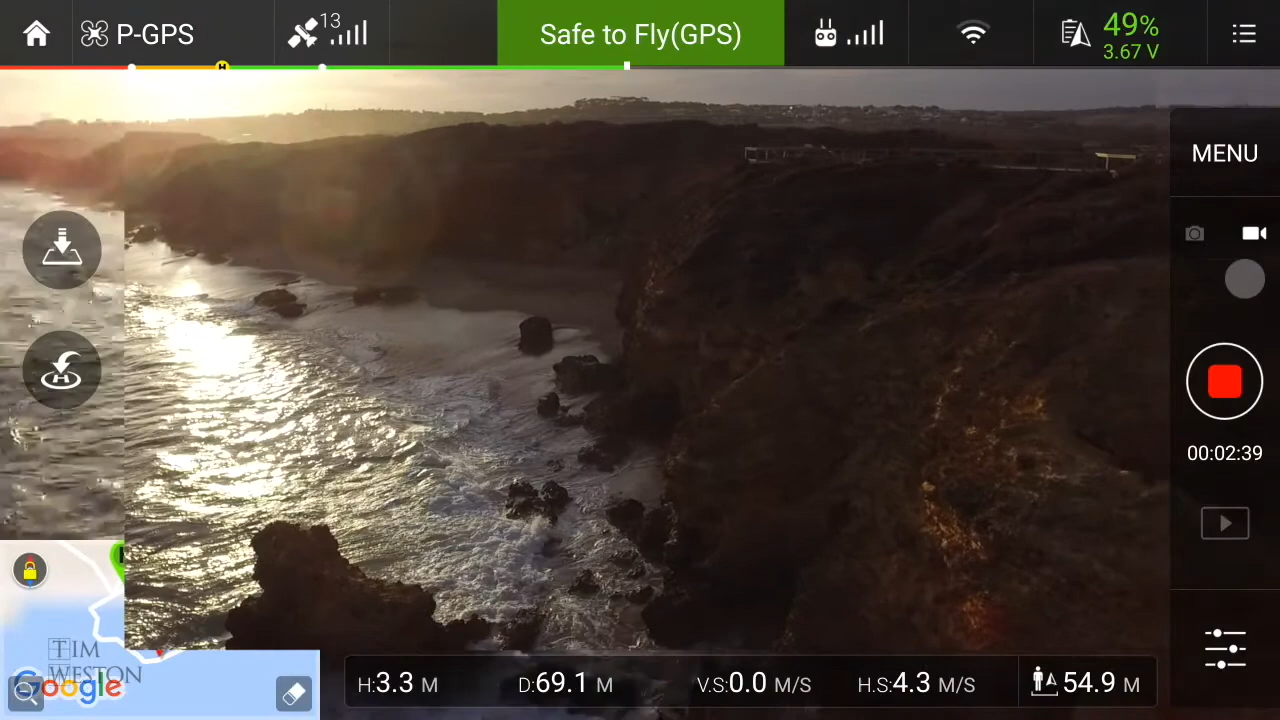 P-GPS
13
Safe to Fly(GPS)
49%
3.67 V
H
MENU
H
00:02:39
TIM
WESTON
Google
H:3.3 M
D:69.1 M
V.S:0.0 M/S
H.S:4.3 M/S
54.9 M